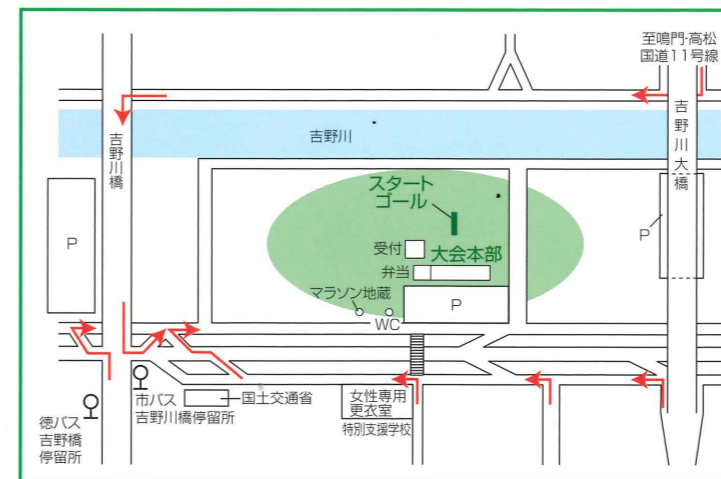 至鳴門・高松
国道11号線
吉野川大橋
吉野川橋
吉野川
スタート
ゴール
受付
大会本部
弁当
マラソン地蔵
WC
P
P
P
市バス
吉野川橋停留所
国土交通省
女性専用
更衣室
特別支援学校
徳バス
吉野橋
停留所